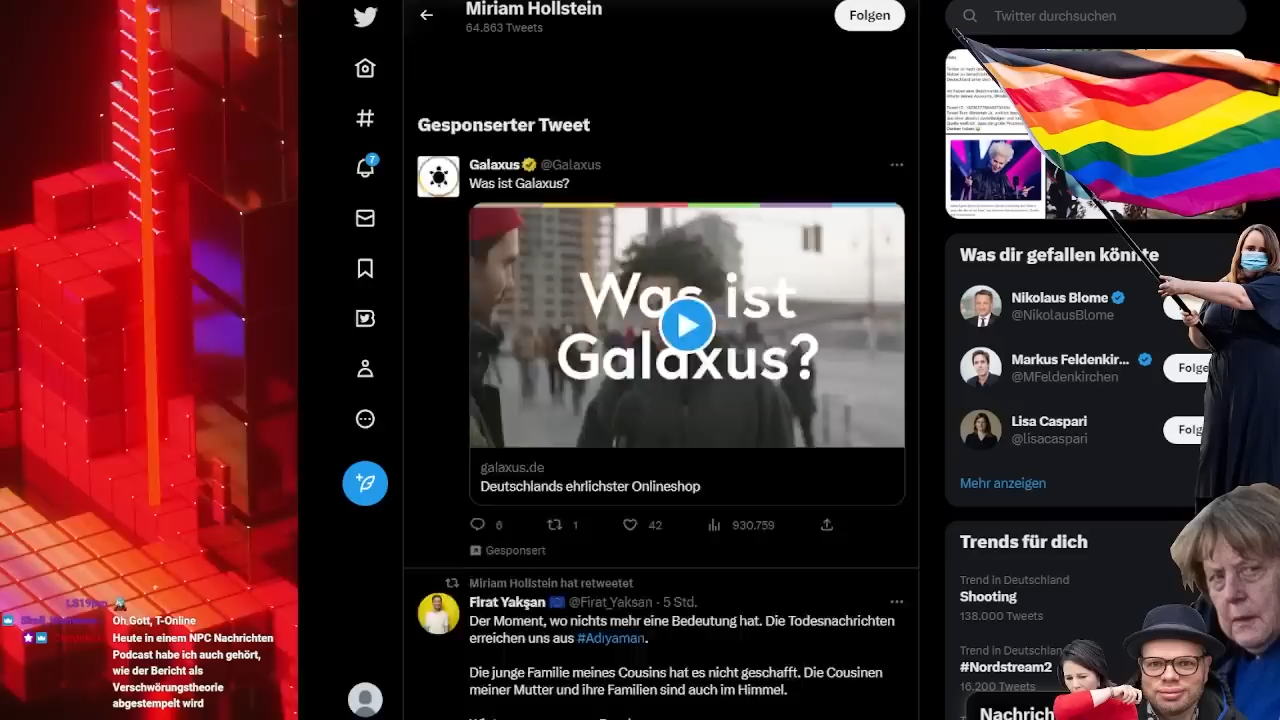 Miriam Hollstein
64.863 Tweets
Folgen
Gesponserter Tweet
Galaxus @Galaxus
Was ist Galaxus?
Was ist
Galaxus?
galaxus.de
Deutschlands ehrlichster Onlineshop
6 1 42 930.759
Gesponsert
Miriam Hollstein hat retweetet
Firat Yakşan @Firat_Yaksan · 5 Std.
Der Moment, wo nichts mehr eine Bedeutung hat. Die Todesnachrichten
erreichen uns aus #Adıyaman.
Die junge Familie meines Cousins hat es nicht geschafft. Die Cousinen
meiner Mutter und ihre Familien sind auch im Himmel.
7
Twitter durchsuchen
Was dir gefallen könnte
Nikolaus Blome
@NikolausBlome
Markus Feldenkir...
@MFeldenkirchen
Folge
Lisa Caspari
@lisacaspari
Folg
Mehr anzeigen
Trends für dich
Trend in Deutschland
Shooting
138.000 Tweets
Trend in Deutschland
#Nordstream2
16.200 Tweets
Nachrich
Oh Gott, T-Online
Heute in einem NPC Nachrichten
Podcast habe ich auch gehört,
wie der Bericht als
Verschwörungstheorie
abgestempelt wird